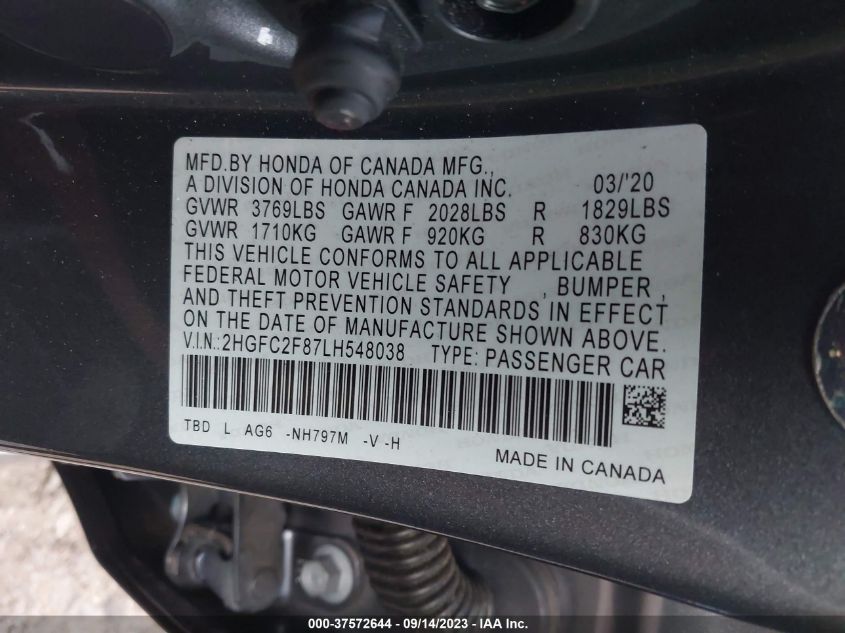 MFD.BY HONDA OF CANADA MFG.,
A DIVISION OF HONDA CANADA INC. 03/'20
GVWR 3769LBS GAWR F 2028LBS R 1829LBS
GVWR 1710KG GAWR F 920KG R 830KG
THIS VEHICLE CONFORMS TO ALL APPLICABLE
FEDERAL MOTOR VEHICLE SAFETY , BUMPER ,
AND THEFT PREVENTION STANDARDS IN EFFECT
ON THE DATE OF MANUFACTURE SHOWN ABOVE.
V.I.N.:2HGFC2F87LH548038 TYPE: PASSENGER CAR
TBD L AG6 -NH797M -V -H
MADE IN CANADA
000-37572644 - 09/14/2023 - IAA Inc.